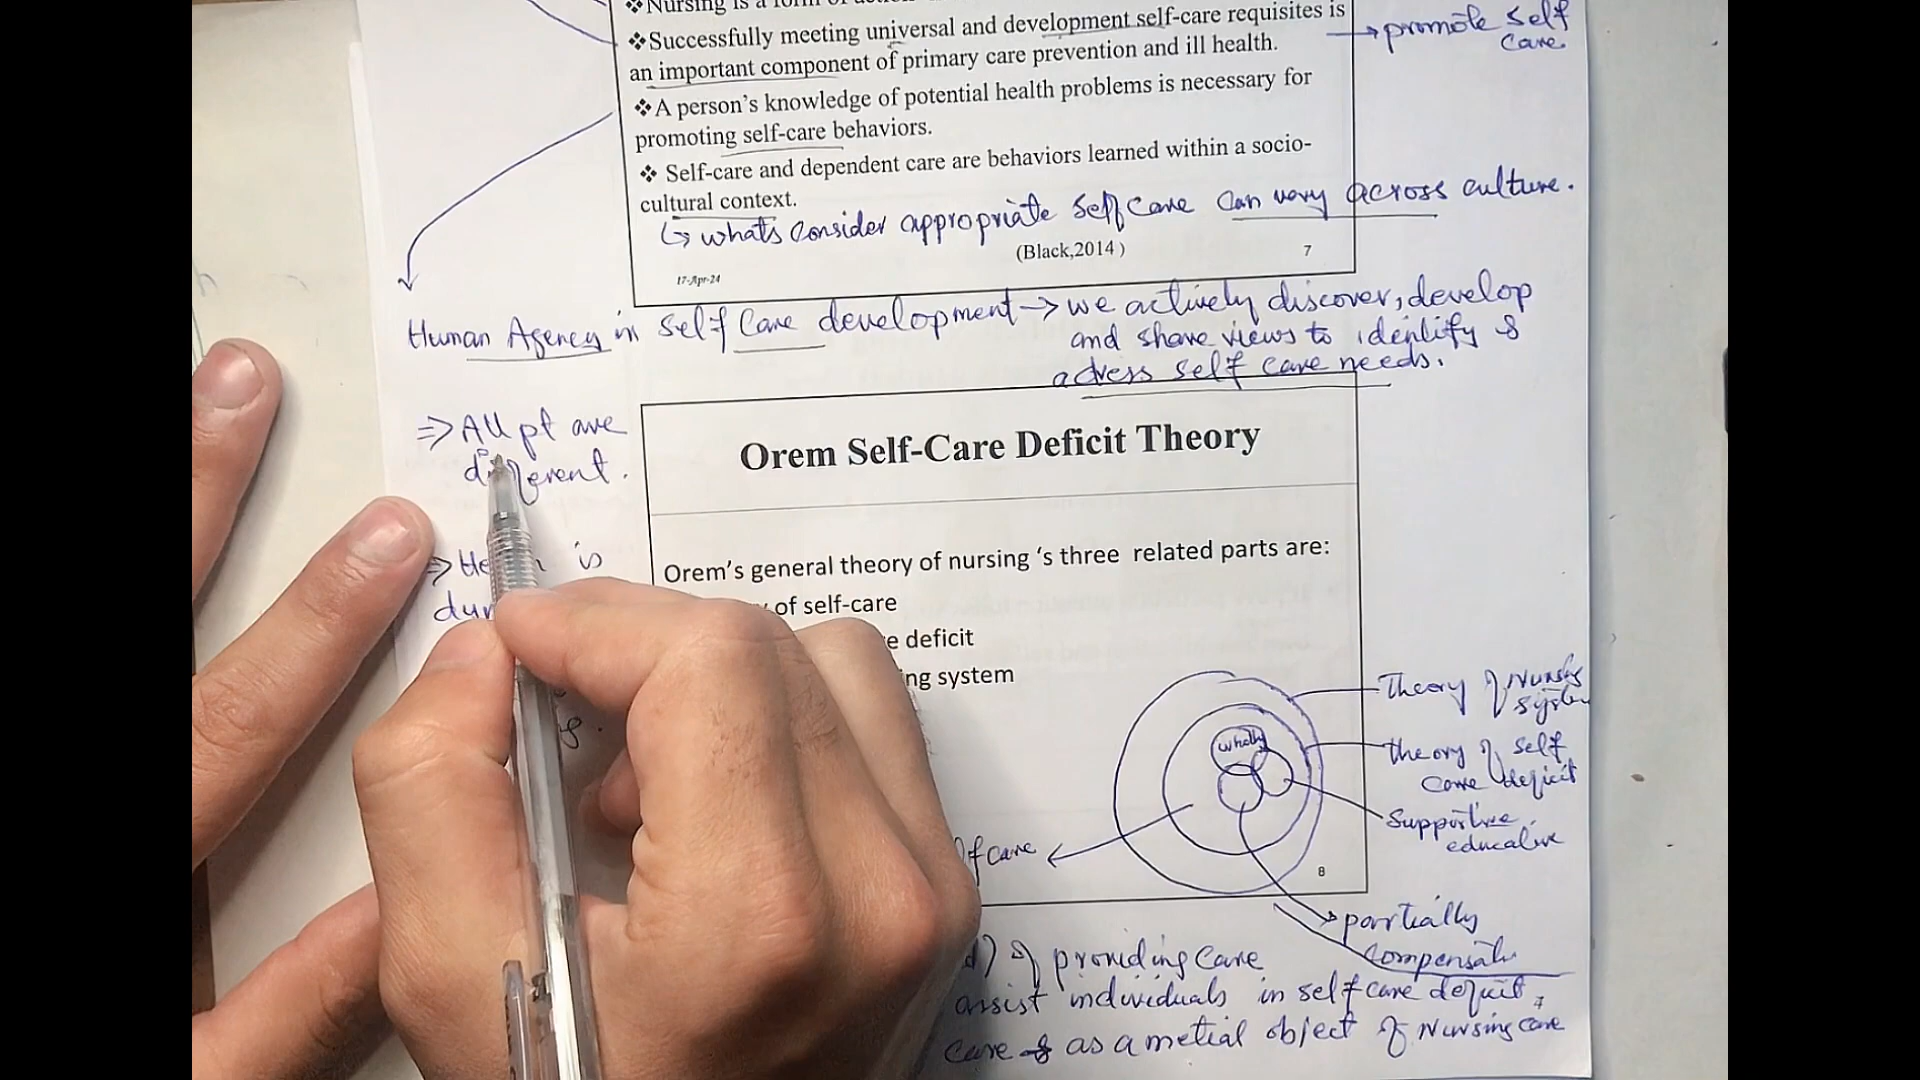 ❖Nursing is a form of action
❖Successfully meeting universal and development self-care requisites is
an important component of primary care prevention and ill health.
→promote self
care.
❖A person's knowledge of potential health problems is necessary for
promoting self-care behaviors.
❖ Self-care and dependent care are behaviors learned within a socio-
cultural context.
↳ whats consider appropriate self care can vary across culture.
(Black,2014)
7
17-Apr-24
Human Agency in self care development → we actively discover, develop
and share views to identify &
adress self care needs.
⇒ All pt are
different.
⇒ is
Orem Self-Care Deficit Theory
Orem's general theory of nursing 's three related parts are:
of self-care
deficit
system
wholly
Theory of Nursing
system
theory of self
care deficit
supportive
educative
care
8
partially
compensat
providing care
assist individuals in self care deficit,
care & as a metial object of Nursing care